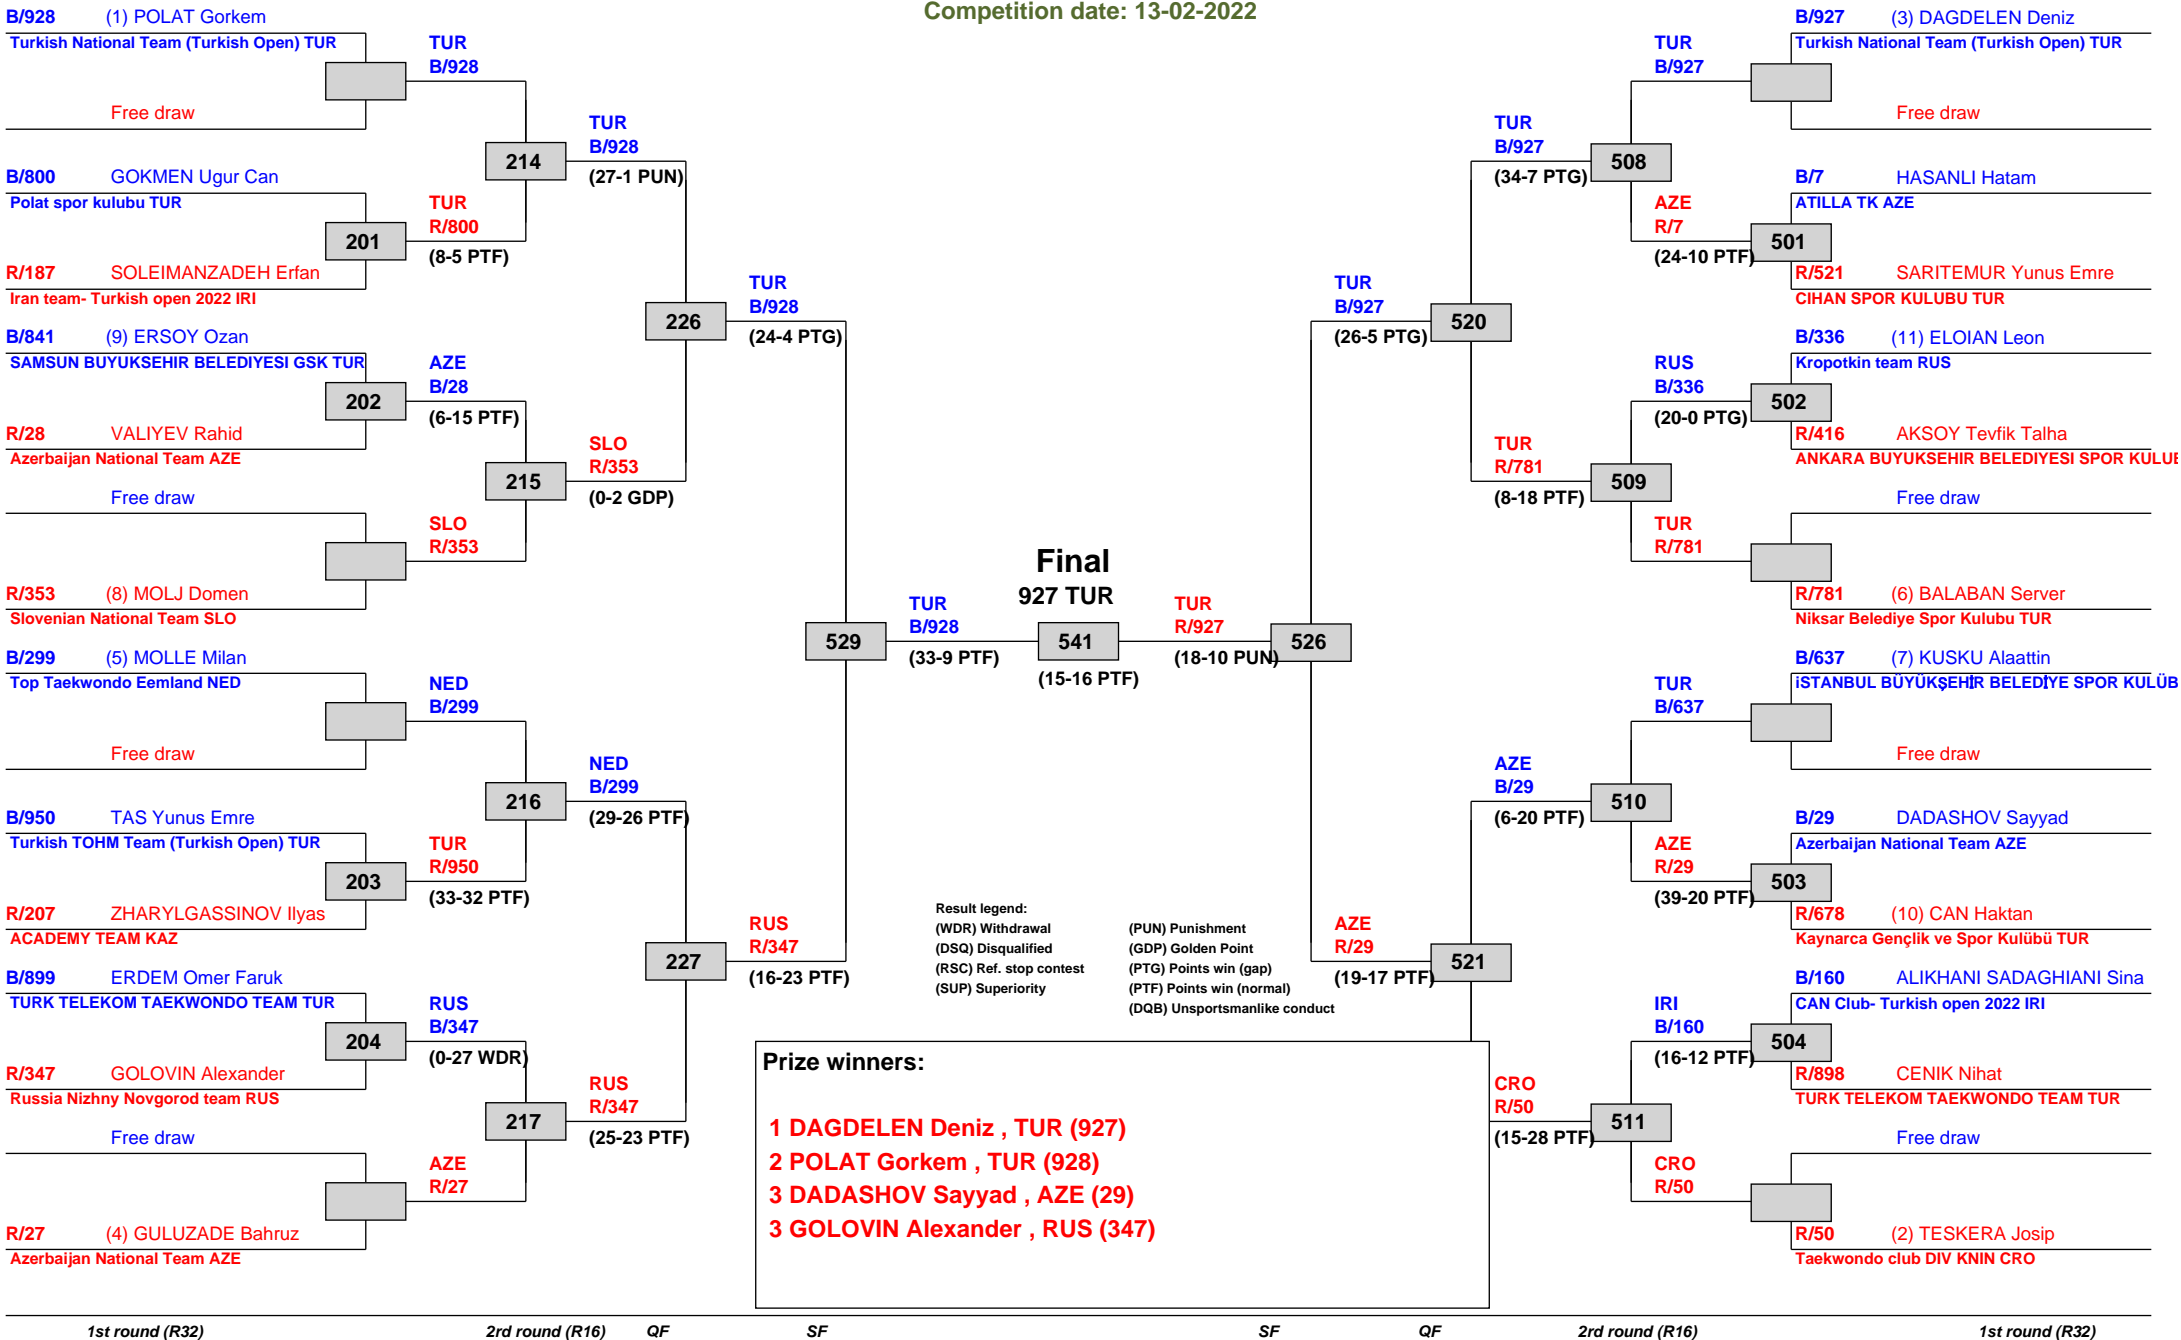 Competition date: 13-02-2022
B/928 (1) POLAT Gorkem
Turkish National Team (Turkish Open) TUR
Free draw
B/800 GOKMEN Ugur Can
Polat spor kulubu TUR
201
R/187 SOLEIMANZADEH Erfan
Iran team- Turkish open 2022 IRI
B/841 (9) ERSOY Ozan
SAMSUN BUYUKSEHIR BELEDIYESI GSK TUR
202
R/28 VALIYEV Rahid
Azerbaijan National Team AZE
Free draw
R/353 (8) MOLJ Domen
Slovenian National Team SLO
B/299 (5) MOLLE Milan
Top Taekwondo Eemland NED
Free draw
B/950 TAS Yunus Emre
Turkish TOHM Team (Turkish Open) TUR
203
R/207 ZHARYLGASSINOV Ilyas
ACADEMY TEAM KAZ
B/899 ERDEM Omer Faruk
TURK TELEKOM TAEKWONDO TEAM TUR
204
R/347 GOLOVIN Alexander
Russia Nizhny Novgorod team RUS
Free draw
R/27 (4) GULUZADE Bahruz
Azerbaijan National Team AZE
TUR
B/928
214
TUR
R/800
(8-5 PTF)
AZE
B/28
(6-15 PTF)
215
SLO
R/353
NED
B/299
216
TUR
R/950
(33-32 PTF)
RUS
B/347
(0-27 WDR)
217
AZE
R/27
TUR
B/928
(27-1 PUN)
226
SLO
R/353
(0-2 GDP)
NED
B/299
(29-26 PTF)
227
RUS
R/347
(25-23 PTF)
TUR
B/928
(24-4 PTG)
529
RUS
R/347
(16-23 PTF)
TUR
B/928
(33-9 PTF)
Final
927 TUR
541
(15-16 PTF)
TUR
R/927
(18-10 PUN)
526
TUR
B/927
(26-5 PTG)
520
AZE
R/29
(19-17 PTF)
521
TUR
B/927
(34-7 PTG)
508
TUR
R/781
(8-18 PTF)
509
AZE
B/29
(6-20 PTF)
510
CRO
R/50
(15-28 PTF)
511
TUR
B/927
AZE
R/7
(24-10 PTF)
501
RUS
B/336
(20-0 PTG)
502
TUR
R/781
TUR
B/637
AZE
R/29
(39-20 PTF)
503
IRI
B/160
(16-12 PTF)
504
CRO
R/50
B/927 (3) DAGDELEN Deniz
Turkish National Team (Turkish Open) TUR
Free draw
B/7 HASANLI Hatam
ATILLA TK AZE
R/521 SARITEMUR Yunus Emre
CIHAN SPOR KULUBU TUR
B/336 (11) ELOIAN Leon
Kropotkin team RUS
R/416 AKSOY Tevfik Talha
ANKARA BUYUKSEHIR BELEDIYESI SPOR KULUB
Free draw
R/781 (6) BALABAN Server
Niksar Belediye Spor Kulubu TUR
B/637 (7) KUSKU Alaattin
iSTANBUL BÜYÜKŞEHİR BELEDİYE SPOR KULÜB
Free draw
B/29 DADASHOV Sayyad
Azerbaijan National Team AZE
R/678 (10) CAN Haktan
Kaynarca Gençlik ve Spor Kulübü TUR
B/160 ALIKHANI SADAGHIANI Sina
CAN Club- Turkish open 2022 IRI
R/898 CENIK Nihat
TURK TELEKOM TAEKWONDO TEAM TUR
Free draw
R/50 (2) TESKERA Josip
Taekwondo club DIV KNIN CRO
Result legend:
(WDR) Withdrawal (PUN) Punishment
(DSQ) Disqualified (GDP) Golden Point
(RSC) Ref. stop contest (PTG) Points win (gap)
(SUP) Superiority (PTF) Points win (normal)
(DQB) Unsportsmanlike conduct
Prize winners:
1 DAGDELEN Deniz , TUR (927)
2 POLAT Gorkem , TUR (928)
3 DADASHOV Sayyad , AZE (29)
3 GOLOVIN Alexander , RUS (347)
1st round (R32) 2rd round (R16) QF SF SF QF 2rd round (R16) 1st round (R32)